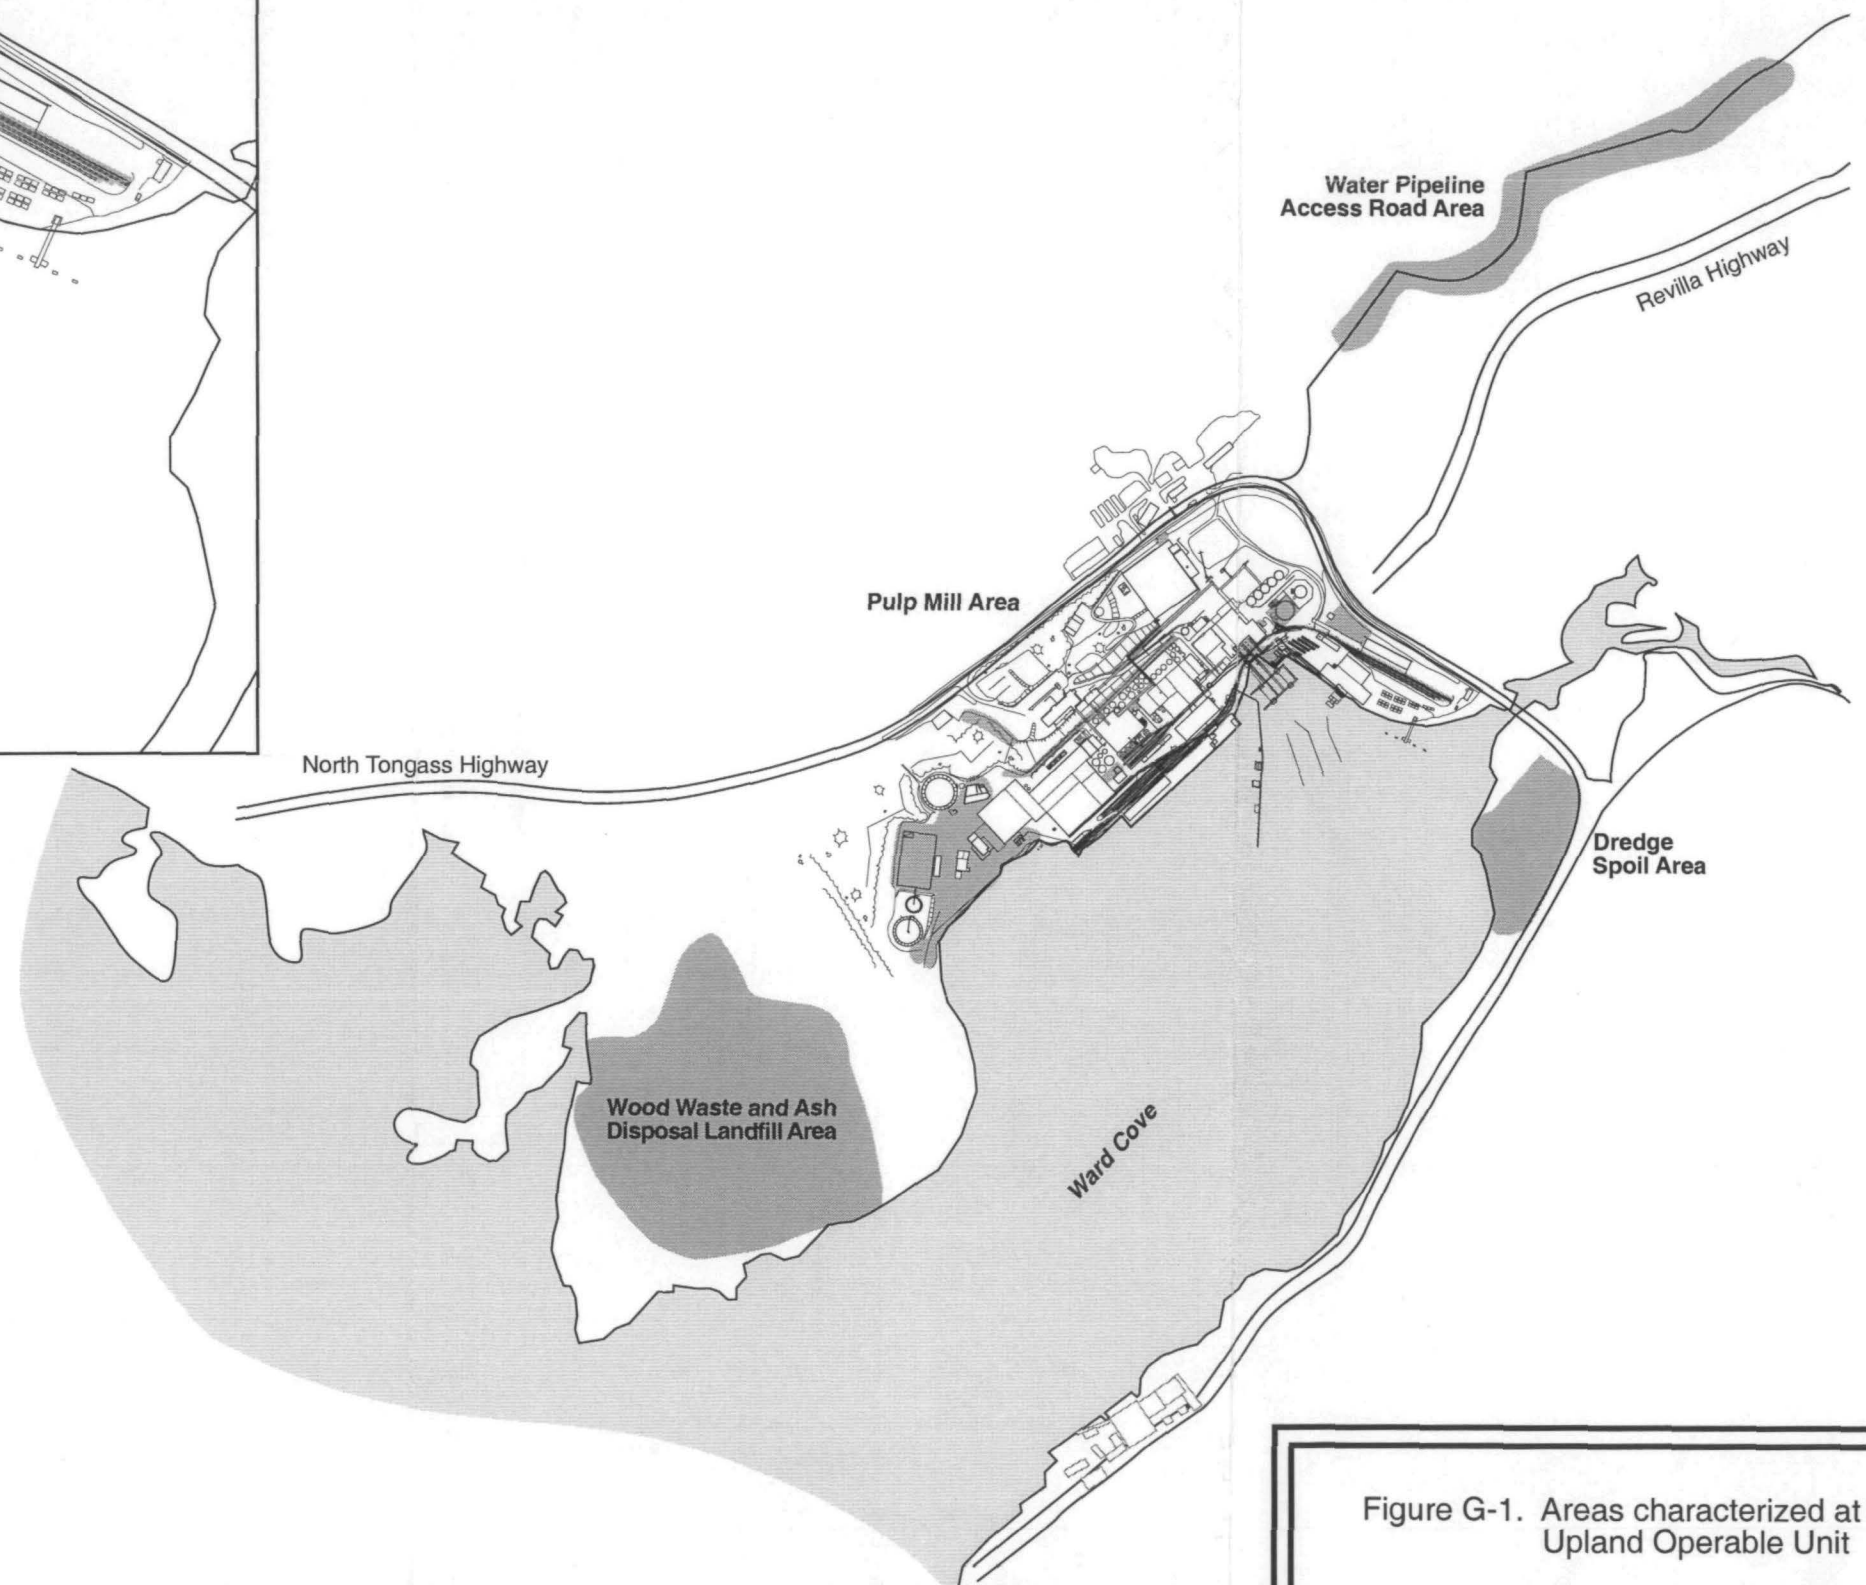 Water Pipeline
Access Road Area
Revilla Highway
Pulp Mill Area
North Tongass Highway
Dredge
Spoil Area
Wood Waste and Ash
Disposal Landfill Area
Ward Cove
Figure G-1. Areas characterized at
Upland Operable Unit